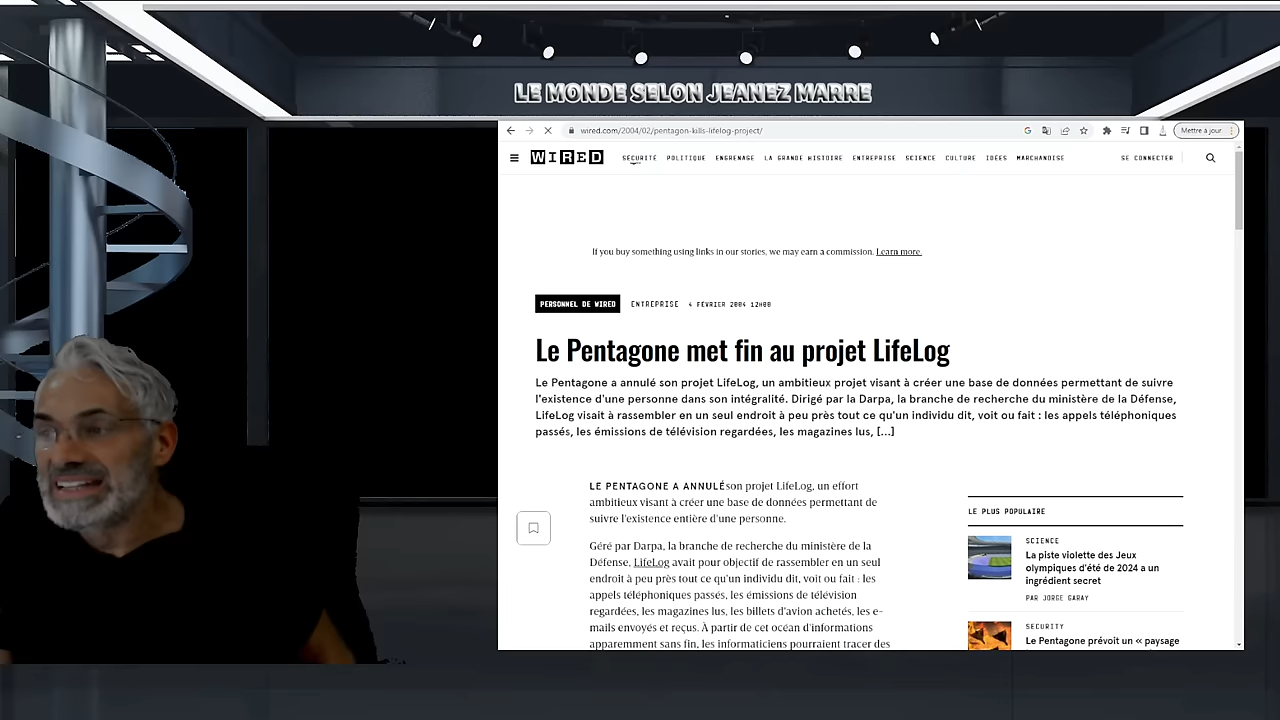 LE MONDE SELON JEANEZ MARRE
wired.com/2004/02/pentagon-kills-lifelog-project/
Mettre à jour
WIRED
SÉCURITÉ POLITIQUE ENGRENAGE LA GRANDE HISTOIRE ENTREPRISE SCIENCE CULTURE IDÉES MARCHANDISE
SE CONNECTER
If you buy something using links in our stories, we may earn a commission. Learn more.
PERSONNEL DE WIRED ENTREPRISE 4 FÉVRIER 2004 12H00
Le Pentagone met fin au projet LifeLog
Le Pentagone a annulé son projet LifeLog, un ambitieux projet visant à créer une base de données permettant de suivre
l'existence d'une personne dans son intégralité. Dirigé par la Darpa, la branche de recherche du ministère de la Défense,
LifeLog visait à rassembler en un seul endroit à peu près tout ce qu'un individu dit, voit ou fait : les appels téléphoniques
passés, les émissions de télévision regardées, les magazines lus, [...]
LE PENTAGONE A ANNULÉ son projet LifeLog, un effort
ambitieux visant à créer une base de données permettant de
suivre l'existence entière d'une personne.
Géré par Darpa, la branche de recherche du ministère de la
Défense, LifeLog avait pour objectif de rassembler en un seul
endroit à peu près tout ce qu'un individu dit, voit ou fait : les
appels téléphoniques passés, les émissions de télévision
regardées, les magazines lus, les billets d'avion achetés, les e-
mails envoyés et reçus. À partir de cet océan d'informations
apparemment sans fin, les informaticiens pourraient tracer des
LE PLUS POPULAIRE
SCIENCE
La piste violette des Jeux
olympiques d'été de 2024 a un
ingrédient secret
PAR JORGE GARAY
SECURITY
Le Pentagone prévoit un « paysage